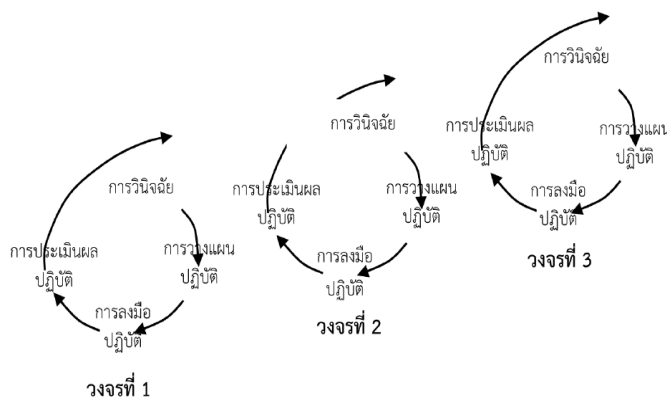 การวินิจฉัย
การวางแผน
ปฏิบัติ
การลงมือ
ปฏิบัติ
การประเมินผล
ปฏิบัติ
วงจรที่ 1
การวินิจฉัย
การวางแผน
ปฏิบัติ
การลงมือ
ปฏิบัติ
การประเมินผล
ปฏิบัติ
วงจรที่ 2
การวินิจฉัย
การวางแผน
ปฏิบัติ
การลงมือ
ปฏิบัติ
การประเมินผล
ปฏิบัติ
วงจรที่ 3